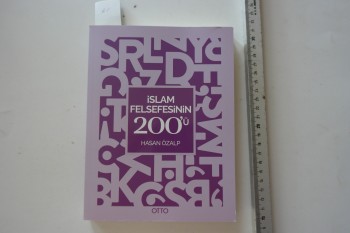 İSLAM
FELSEFESİNİN
200'ü
HASAN ÖZALP
OTTO